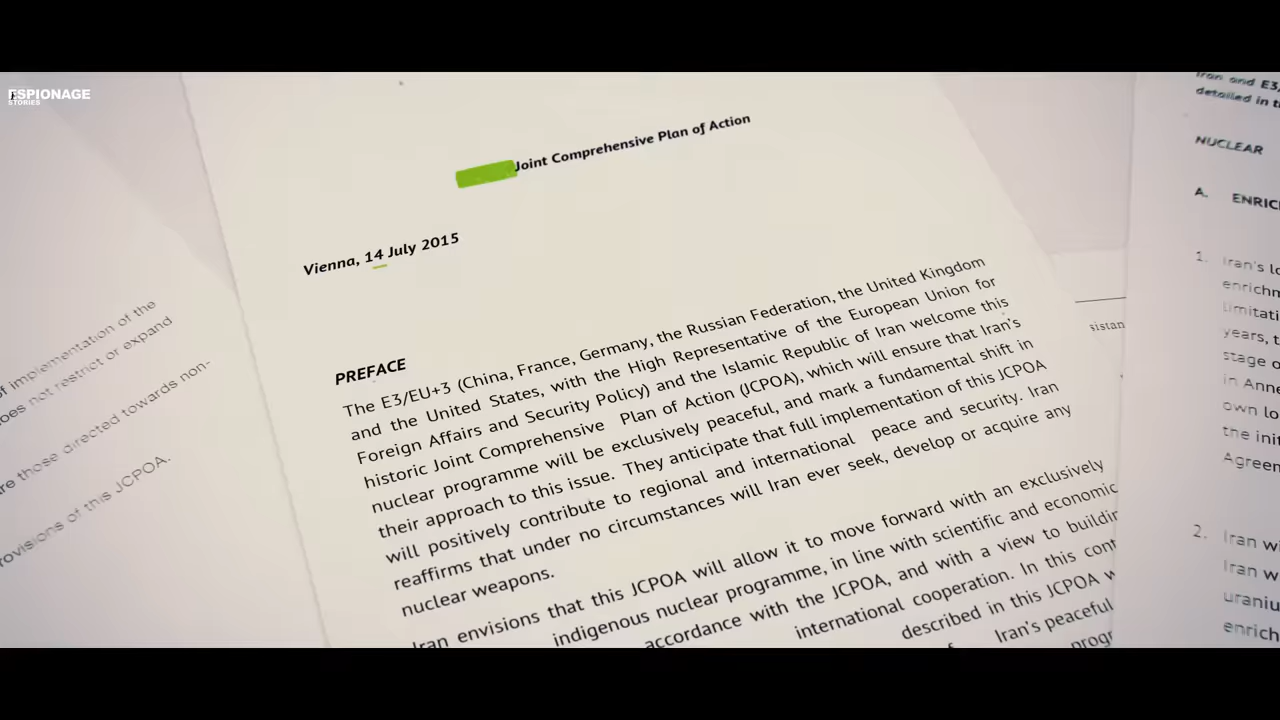 ESPIONAGE
STORIES
Joint Comprehensive Plan of Action
Vienna, 14 July 2015
PREFACE
The E3/EU+3 (China, France, Germany, the Russian Federation, the United Kingdom
and the United States, with the High Representative of the European Union for
Foreign Affairs and Security Policy) and the Islamic Republic of Iran welcome this
historic Joint Comprehensive Plan of Action (JCPOA), which will ensure that Iran's
nuclear programme will be exclusively peaceful, and mark a fundamental shift in
their approach to this issue. They anticipate that full implementation of this JCPOA
will positively contribute to regional and international peace and security. Iran
reaffirms that under no circumstances will Iran ever seek, develop or acquire any
nuclear weapons.
Iran envisions that this JCPOA will allow it to move forward with an exclusively
indigenous nuclear programme, in line with scientific and economic
accordance with the JCPOA, and with a view to buildin
international cooperation. In this cont
described in this JCPOA w
Iran's peaceful
progr
of implementation of the
does not restrict or expand
re those directed towards non-
rovisions of this JCPOA.
Iran and E3/
detailed in t
NUCLEAR
A. ENRIC
1. Iran's lo
enrichm
limitati
years, t
stage o
in Anne
own lo
the init
Agreem
2. Iran wi
Iran w
uraniu
enrich
sistan